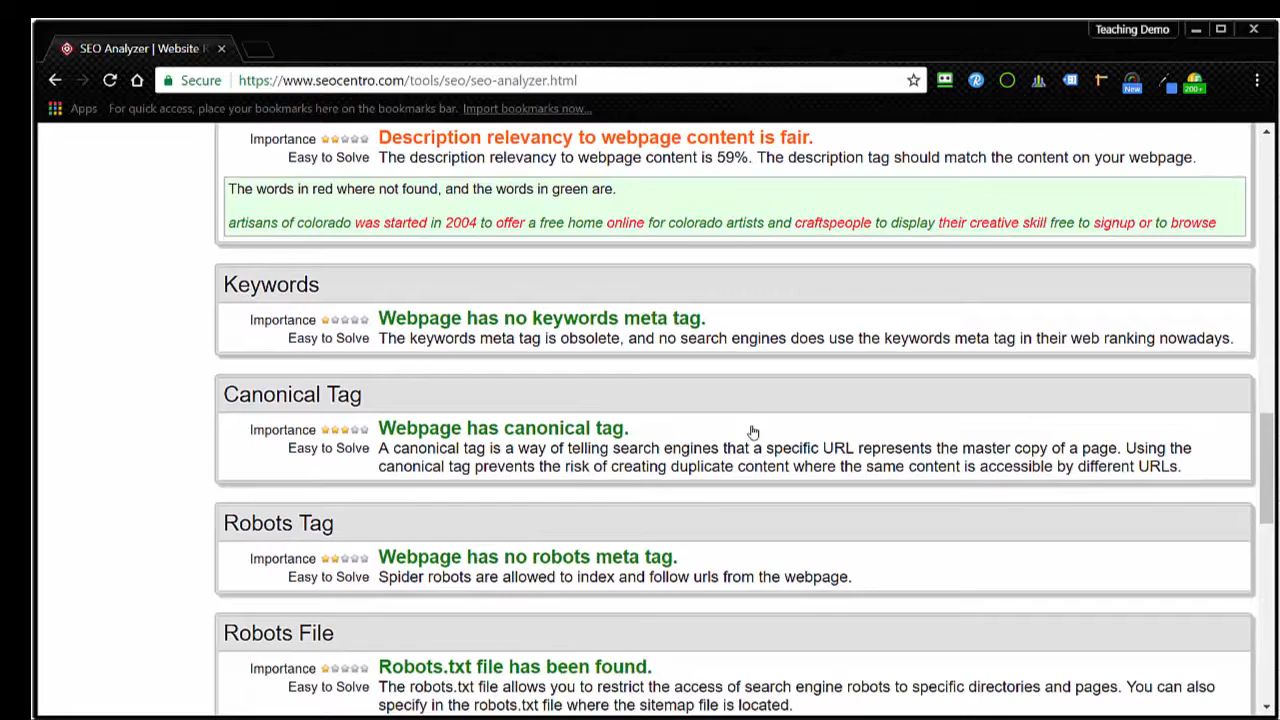 Teaching Demo
SEO Analyzer | Website
Secure https://www.seocentro.com/tools/seo/seo-analyzer.html
New
200+
Apps For quick access, place your bookmarks here on the bookmarks bar. Import bookmarks now...
Importance Description relevancy to webpage content is fair.
Easy to Solve The description relevancy to webpage content is 59%. The description tag should match the content on your webpage.
The words in red where not found, and the words in green are.
artisans of colorado was started in 2004 to offer a free home online for colorado artists and craftspeople to display their creative skill free to signup or to browse
Keywords
Importance Webpage has no keywords meta tag.
Easy to Solve The keywords meta tag is obsolete, and no search engines does use the keywords meta tag in their web ranking nowadays.
Canonical Tag
Importance Webpage has canonical tag.
Easy to Solve A canonical tag is a way of telling search engines that a specific URL represents the master copy of a page. Using the
canonical tag prevents the risk of creating duplicate content where the same content is accessible by different URLs.
Robots Tag
Importance Webpage has no robots meta tag.
Easy to Solve Spider robots are allowed to index and follow urls from the webpage.
Robots File
Importance Robots.txt file has been found.
Easy to Solve The robots.txt file allows you to restrict the access of search engine robots to specific directories and pages. You can also
specify in the robots.txt file where the sitemap file is located.